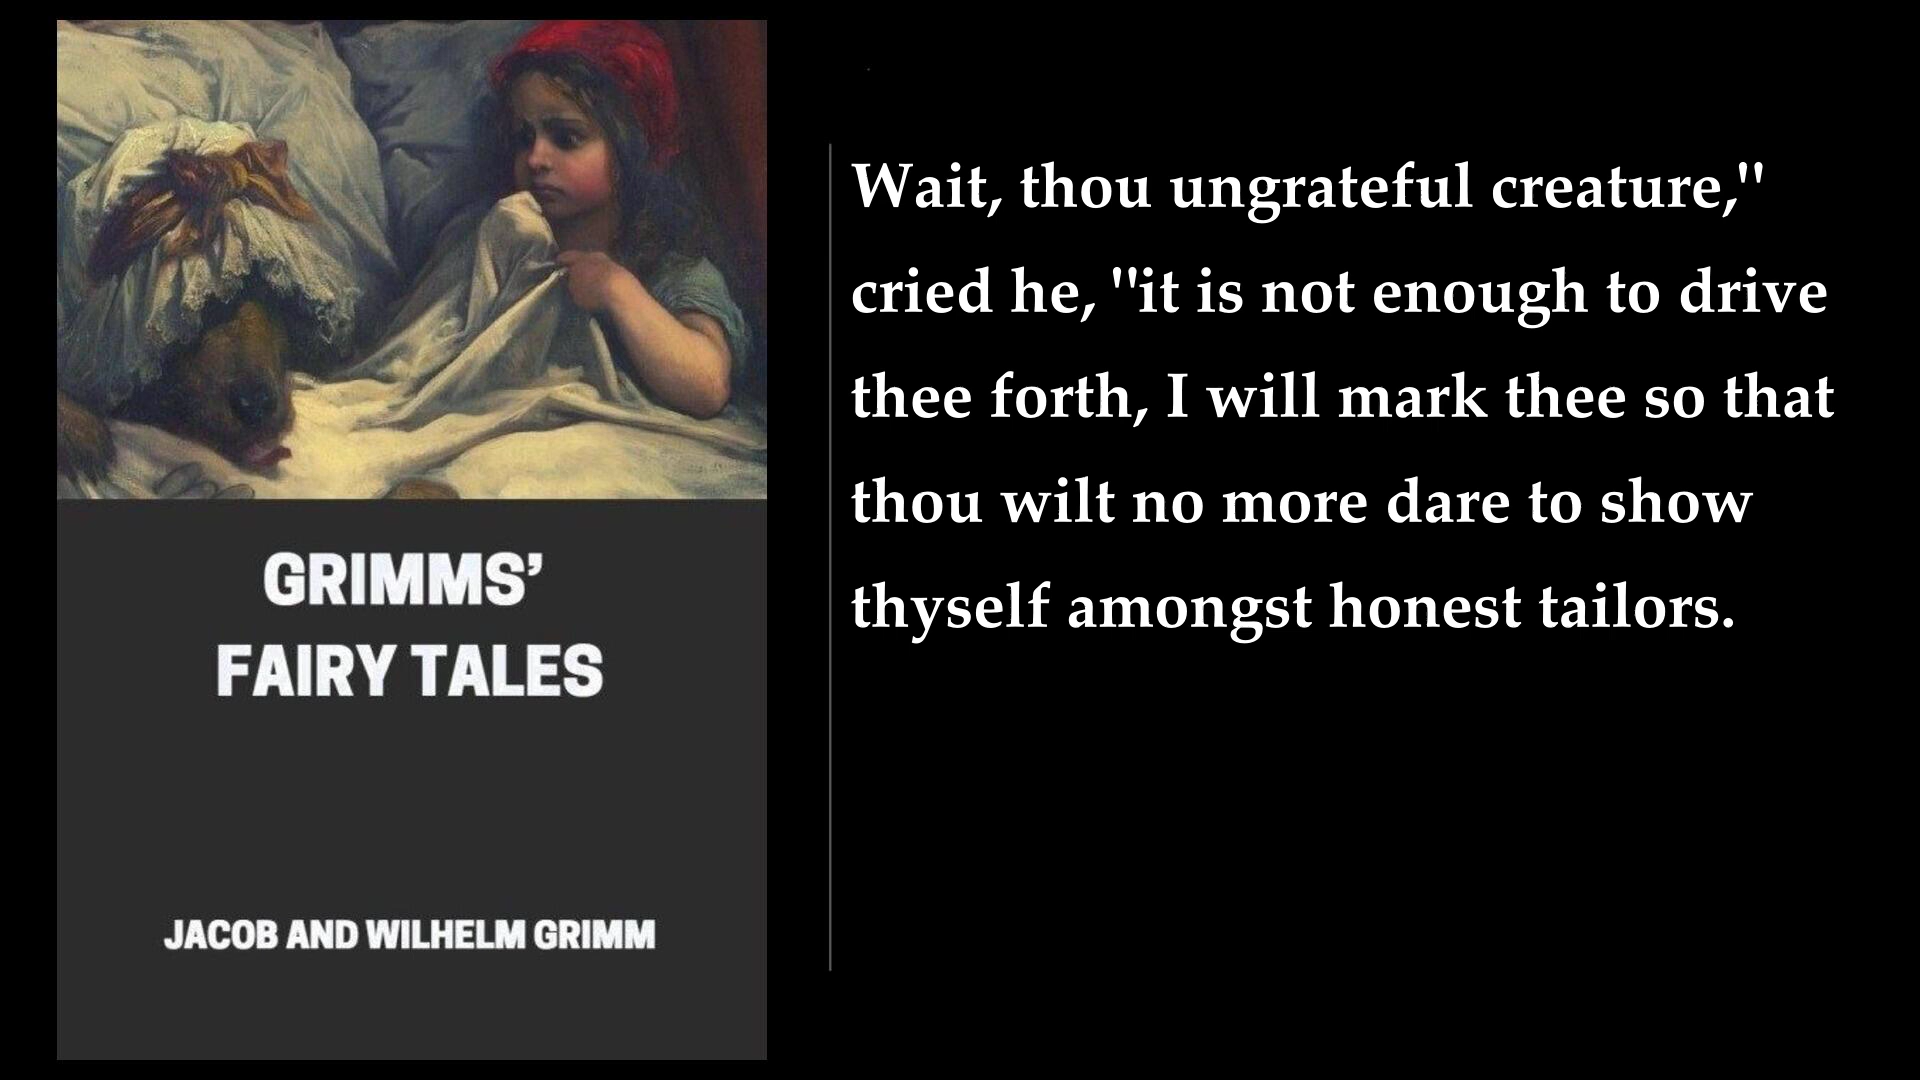 GRIMMS’
FAIRY TALES
JACOB AND WILHELM GRIMM
Wait, thou ungrateful creature,"
cried he, "it is not enough to drive
thee forth, I will mark thee so that
thou wilt no more dare to show
thyself amongst honest tailors.